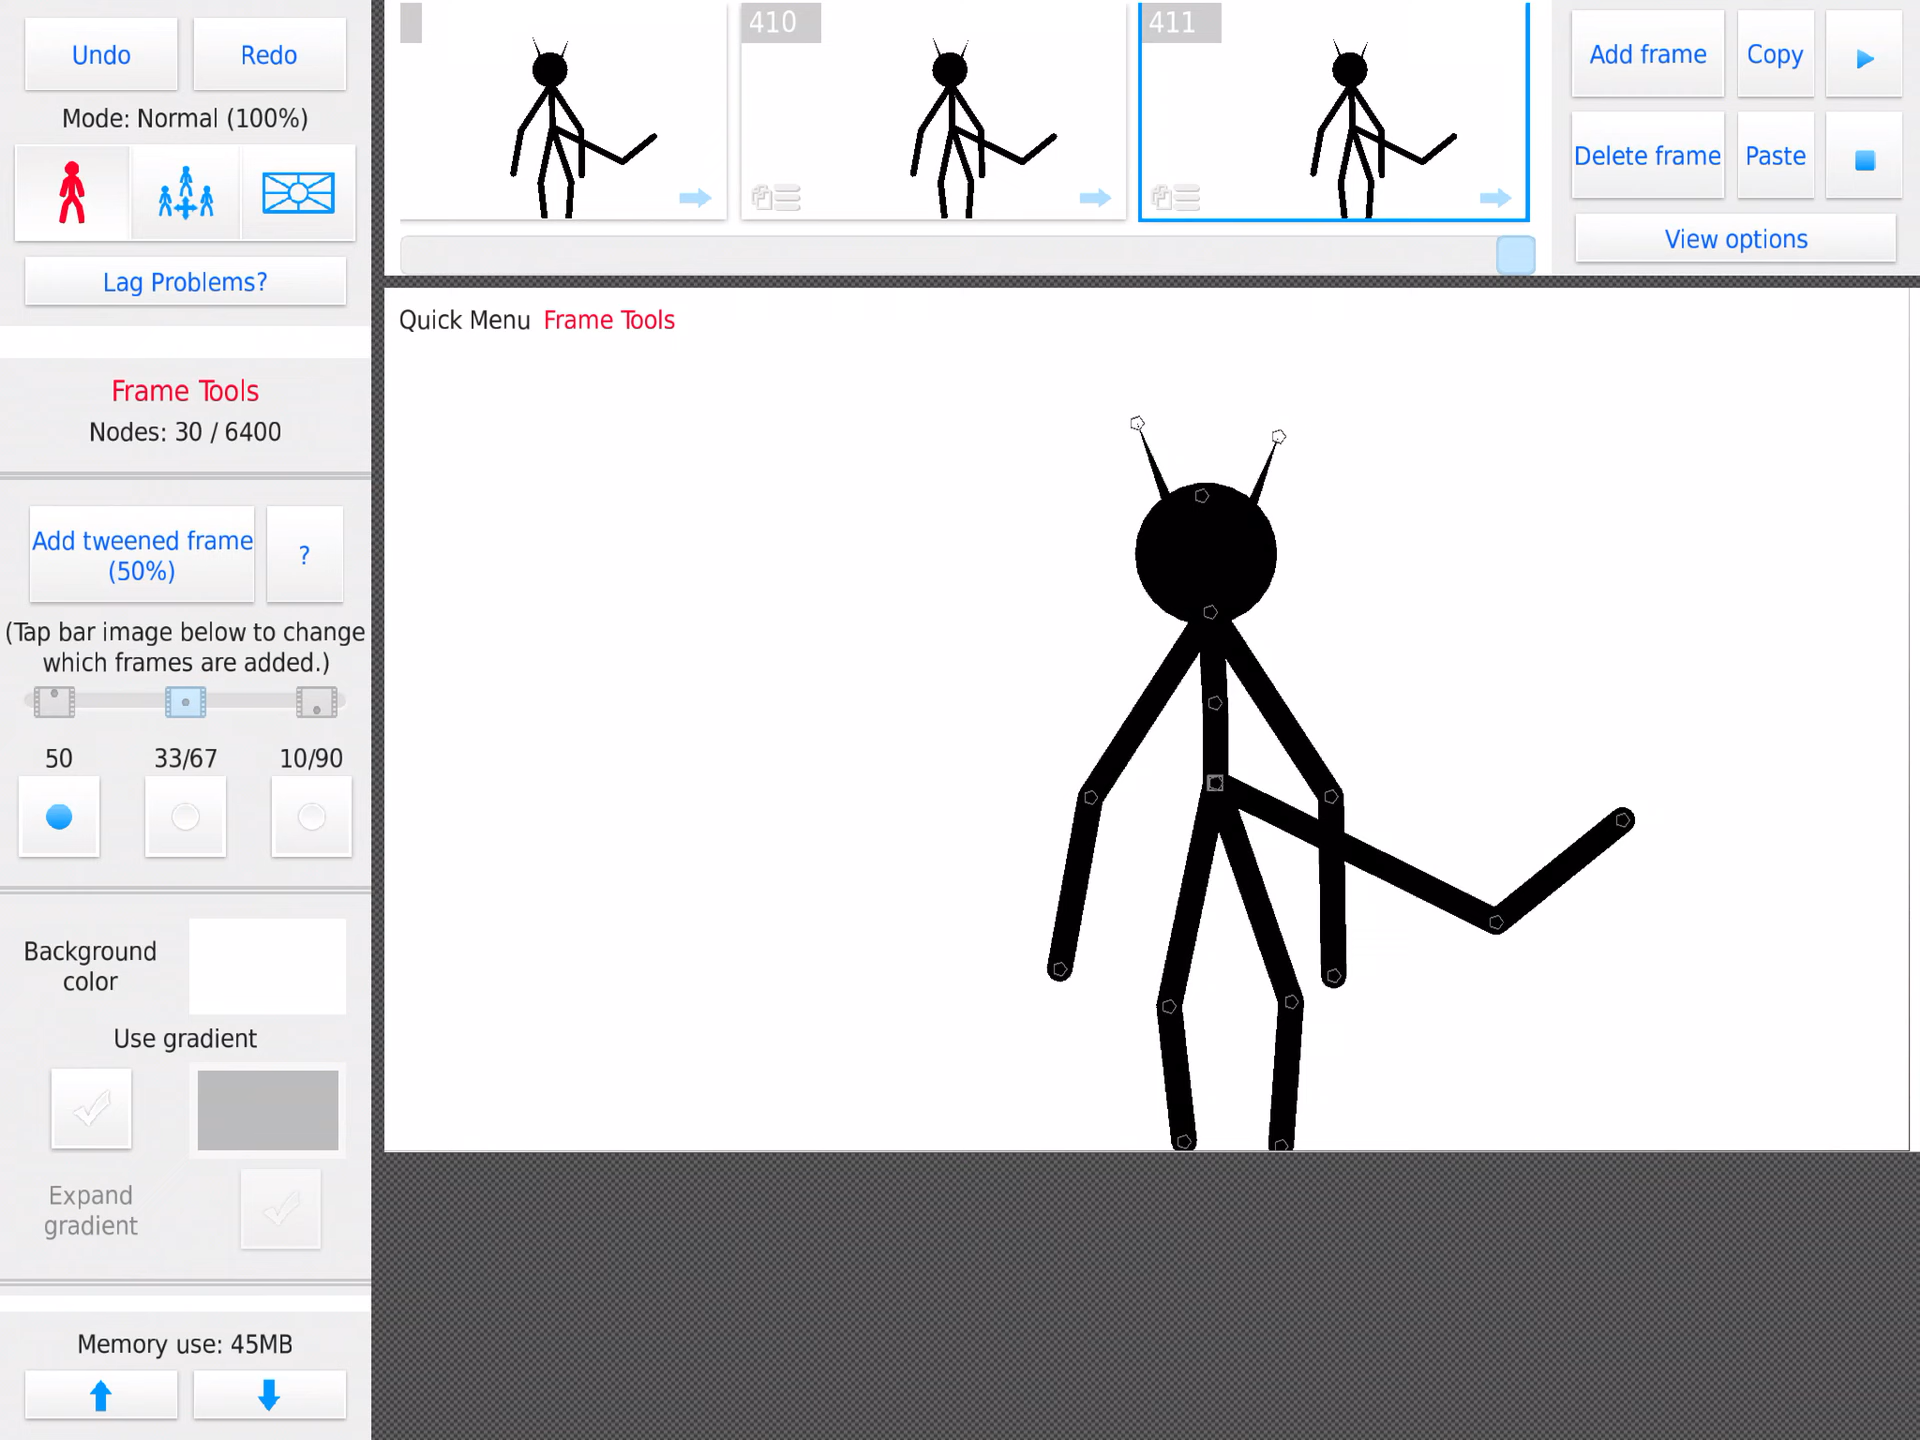 Undo
Redo
Mode: Normal (100%)
Lag Problems?
Frame Tools
Nodes: 30 / 6400
Add tweened frame
(50%)
?
(Tap bar image below to change
which frames are added.)
50
33/67
10/90
Background
color
Use gradient
Expand
gradient
Memory use: 45MB
410
411
Add frame
Copy
Delete frame
Paste
View options
Quick Menu
Frame Tools